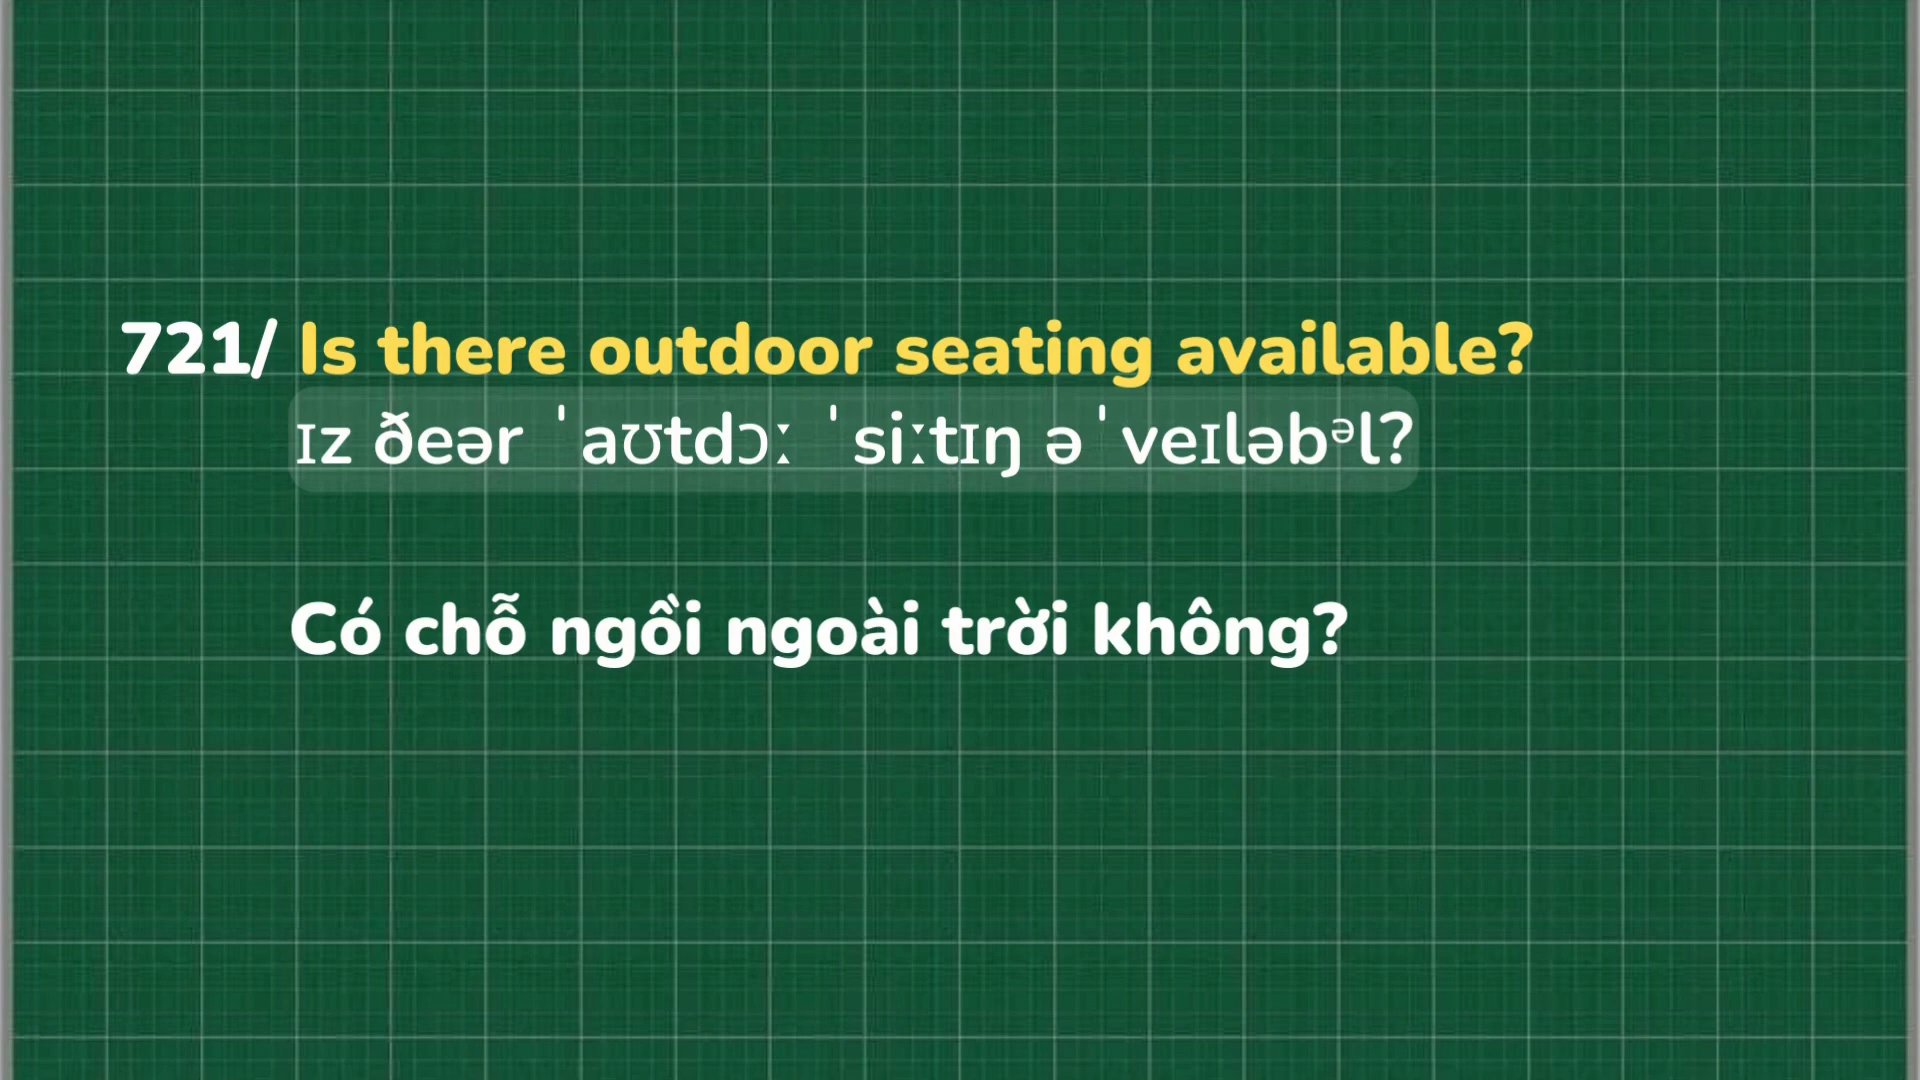 721/ Is there outdoor seating available?
ɪz ðeər ˈaʊtdɔː ˈsiːtɪŋ əˈveɪləbᵊl?
Có chỗ ngồi ngoài trời không?